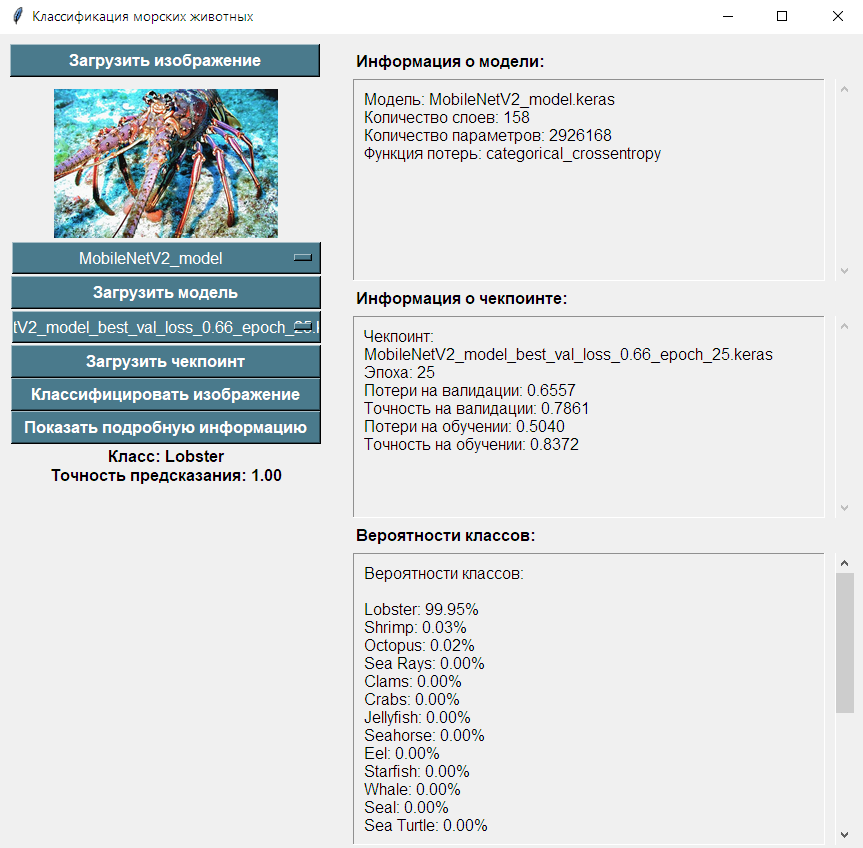 Классификация морских животных
Загрузить изображение
MobileNetV2_model
Загрузить модель
tV2_model_best_val_loss_0.66_epoch_25.l
Загрузить чекпоинт
Классифицировать изображение
Показать подробную информацию
Класс: Lobster
Точность предсказания: 1.00
Информация о модели:
Модель: MobileNetV2_model.keras
Количество слоев: 158
Количество параметров: 2926168
Функция потерь: categorical_crossentropy
Информация о чекпоинте:
Чекпоинт:
MobileNetV2_model_best_val_loss_0.66_epoch_25.keras
Эпоха: 25
Потери на валидации: 0.6557
Точность на валидации: 0.7861
Потери на обучении: 0.5040
Точность на обучении: 0.8372
Вероятности классов:
Вероятности классов:
Lobster: 99.95%
Shrimp: 0.03%
Octopus: 0.02%
Sea Rays: 0.00%
Clams: 0.00%
Crabs: 0.00%
Jellyfish: 0.00%
Seahorse: 0.00%
Eel: 0.00%
Starfish: 0.00%
Whale: 0.00%
Seal: 0.00%
Sea Turtle: 0.00%